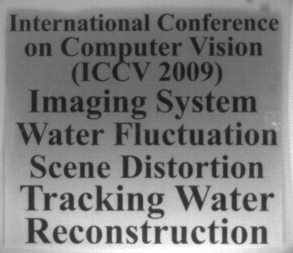 International Conference
on Computer Vision
(ICCV 2009)
Imaging System
Water Fluctuation
Scene Distortion
Tracking Water
Reconstruction